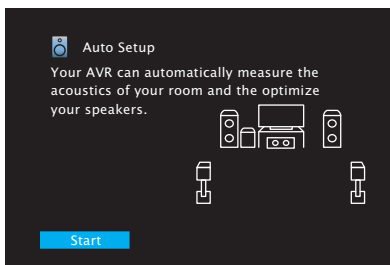 Auto Setup
Your AVR can automatically measure the
acoustics of your room and the optimize
your speakers.
Start